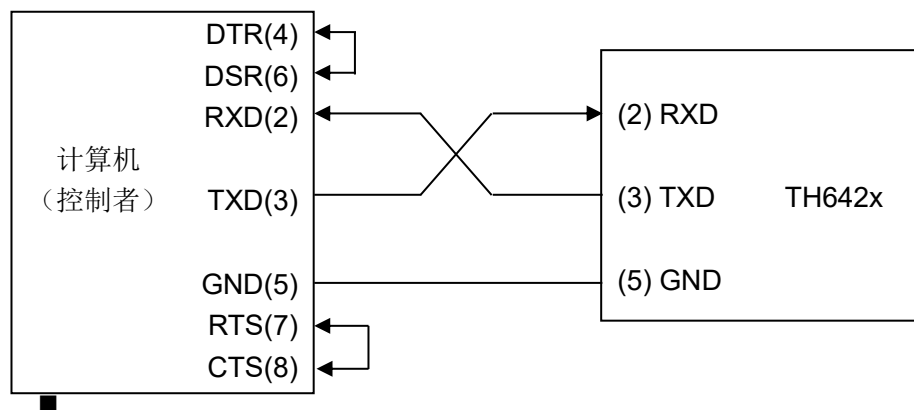 DTR(4)
DSR(6)
RXD(2)
计算机
（控制者）
TXD(3)
GND(5)
RTS(7)
CTS(8)
(2) RXD
(3) TXD
TH642x
(5) GND